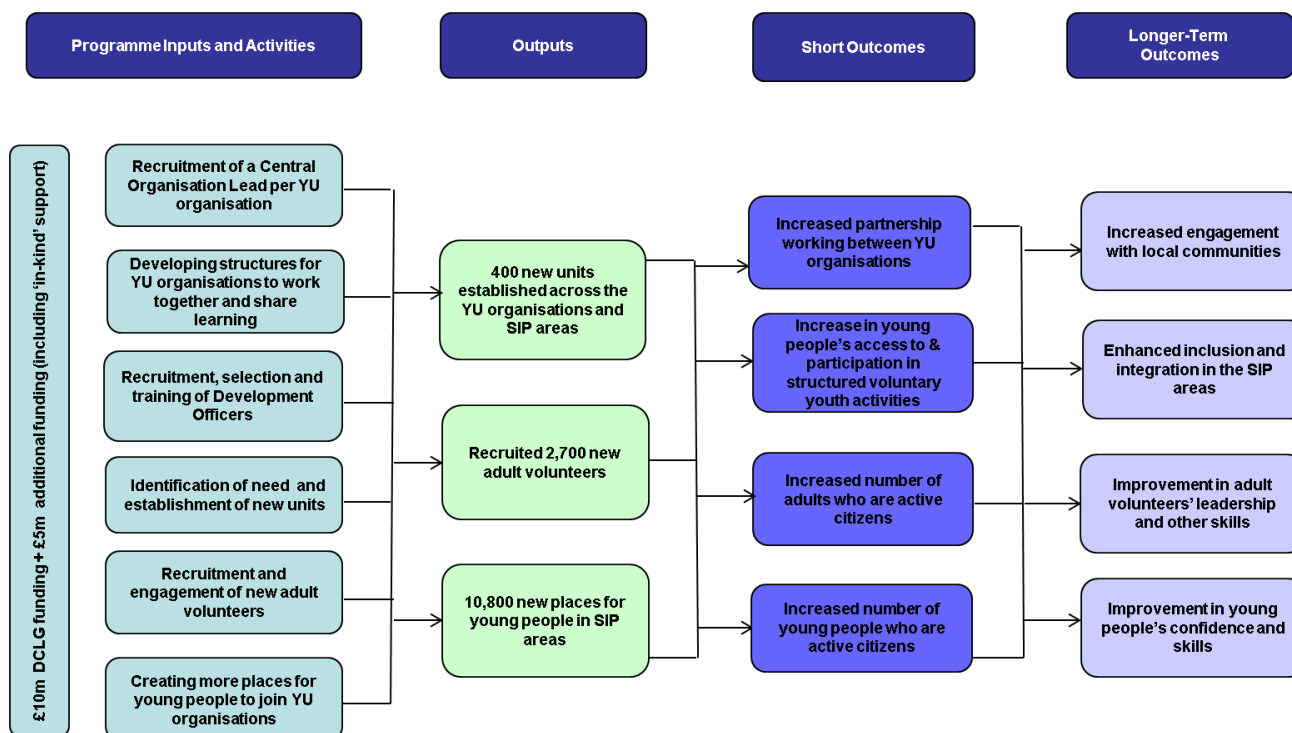 Programme Inputs and Activities
Outputs
Short Outcomes
Longer-Term
Outcomes
£10m DCLG funding + £5m additional funding (including 'in-kind' support)
Recruitment of a Central
Organisation Lead per YU
organisation
Developing structures for
YU organisations to work
together and share
learning
Recruitment, selection and
training of Development
Officers
Identification of need and
establishment of new units
Recruitment and
engagement of new adult
volunteers
Creating more places for
young people to join YU
organisations
400 new units
established across the
YU organisations and
SIP areas
Recruited 2,700 new
adult volunteers
10,800 new places for
young people in SIP
areas
Increased partnership
working between YU
organisations
Increase in young
people's access to &
participation in
structured voluntary
youth activities
Increased number of
adults who are active
citizens
Increased number of
young people who are
active citizens
Increased engagement
with local communities
Enhanced inclusion and
integration in the SIP
areas
Improvement in adult
volunteers' leadership
and other skills
Improvement in young
people's confidence and
skills